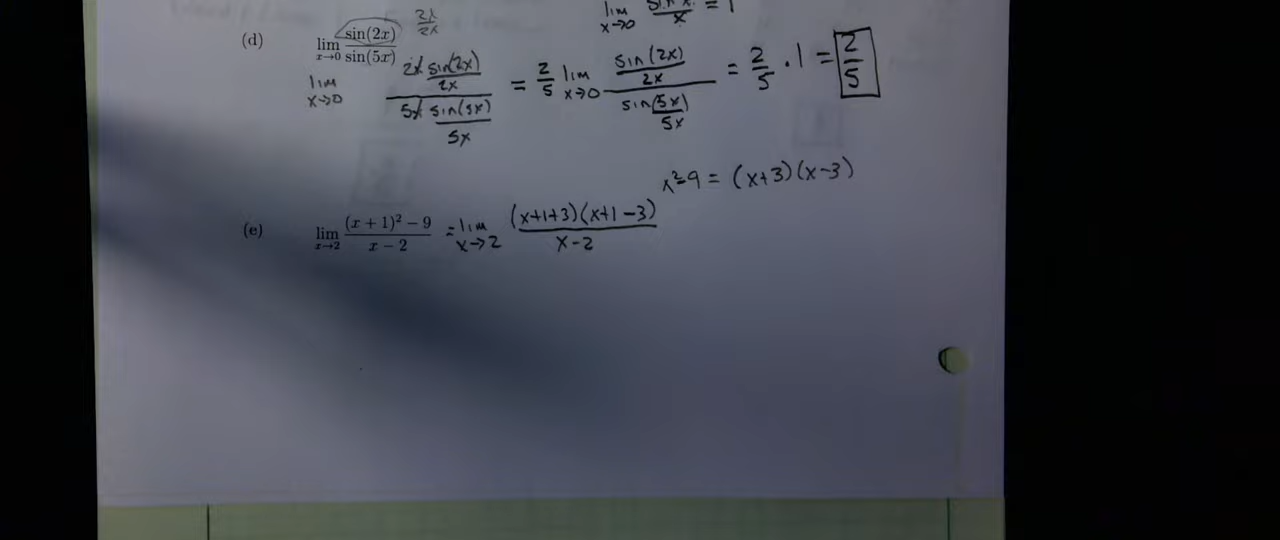 lim x→0 sin x/x = 1
(d) lim x→0 sin(2x)/sin(5x) 2x/2x
lim x→0 (2x sin(2x)/2x)/(5x sin(5x)/5x) = 2/5 lim x→0 (sin(2x)/2x)/(sin(5x)/5x) = 2/5 · 1 = 2/5
x²-9 = (x+3)(x-3)
(e) lim x→2 ((x + 1)² − 9)/(x − 2) = lim x→2 ((x+1+3)(x+1-3))/(x-2)